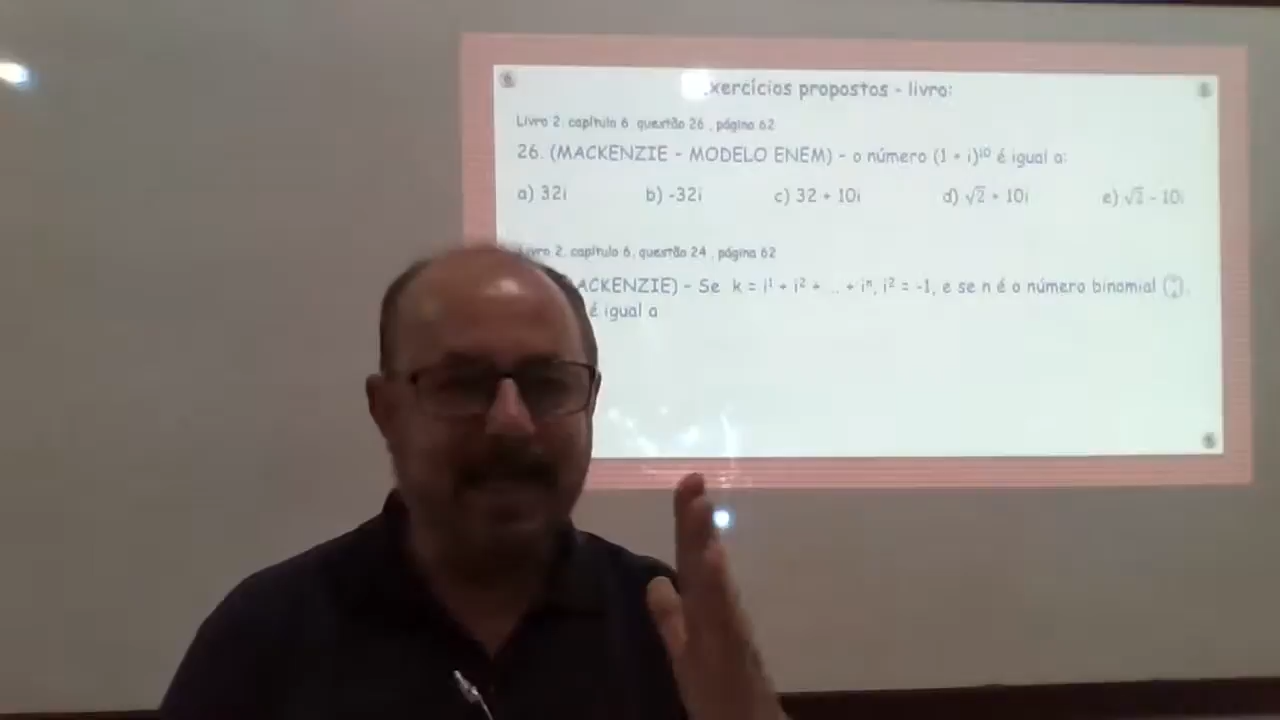 xercícios propostos - livro:
Livro 2, capítulo 6, questão 26, página 62
26. (MACKENZIE - MODELO ENEM) - o número (1 + i)¹⁰ é igual a:
a) 32i b) -32i c) 32 + 10i d) √2 + 10i e) √2 - 10i
Livro 2, capítulo 6, questão 24, página 62
ACKENZIE) - Se k = i¹ + i² + ... + iⁿ, i² = -1, e se n é o número binomial
é igual a